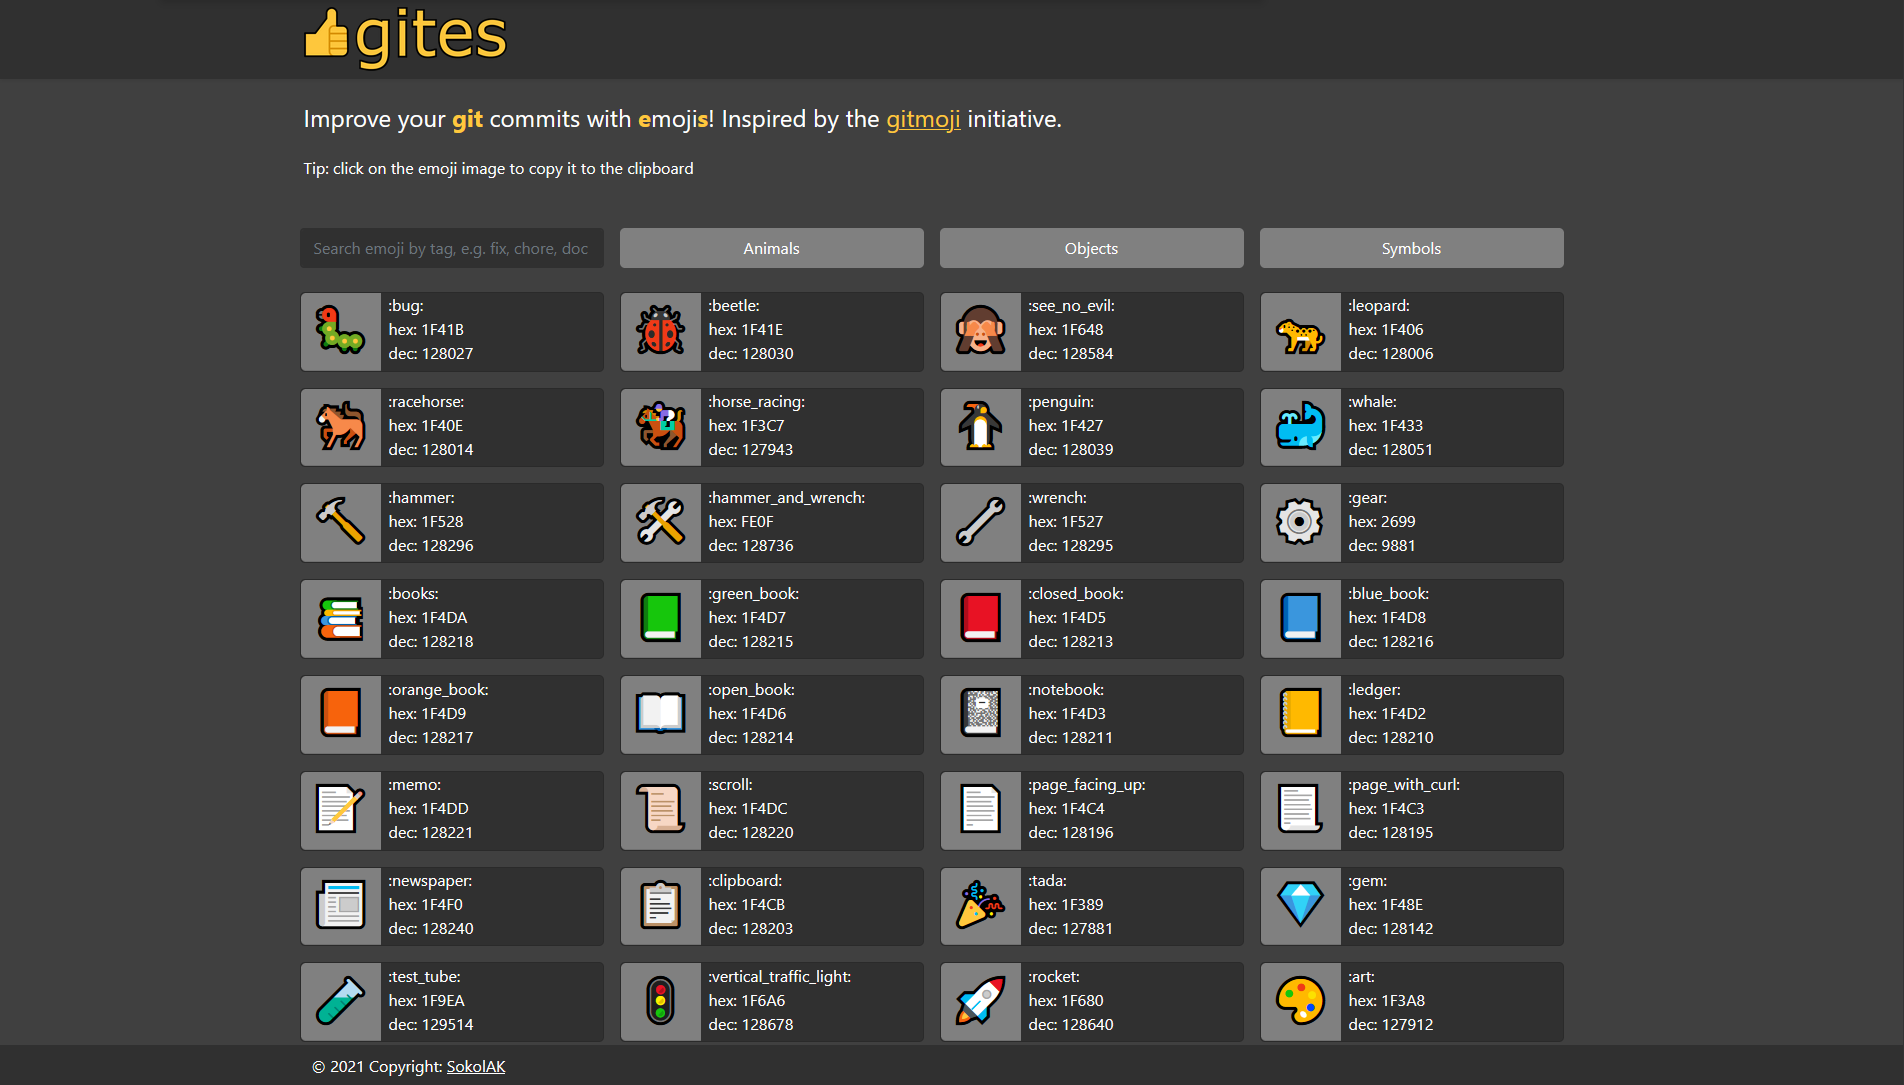 gites
Improve your git commits with emojis! Inspired by the gitmoji initiative.
Tip: click on the emoji image to copy it to the clipboard
Search emoji by tag, e.g. fix, chore, doc
Animals
Objects
Symbols
:bug:
hex: 1F41B
dec: 128027
:beetle:
hex: 1F41E
dec: 128030
:see_no_evil:
hex: 1F648
dec: 128584
:leopard:
hex: 1F406
dec: 128006
:racehorse:
hex: 1F40E
dec: 128014
:horse_racing:
hex: 1F3C7
dec: 127943
:penguin:
hex: 1F427
dec: 128039
:whale:
hex: 1F433
dec: 128051
:hammer:
hex: 1F528
dec: 128296
:hammer_and_wrench:
hex: FE0F
dec: 128736
:wrench:
hex: 1F527
dec: 128295
:gear:
hex: 2699
dec: 9881
:books:
hex: 1F4DA
dec: 128218
:green_book:
hex: 1F4D7
dec: 128215
:closed_book:
hex: 1F4D5
dec: 128213
:blue_book:
hex: 1F4D8
dec: 128216
:orange_book:
hex: 1F4D9
dec: 128217
:open_book:
hex: 1F4D6
dec: 128214
:notebook:
hex: 1F4D3
dec: 128211
:ledger:
hex: 1F4D2
dec: 128210
:memo:
hex: 1F4DD
dec: 128221
:scroll:
hex: 1F4DC
dec: 128220
:page_facing_up:
hex: 1F4C4
dec: 128196
:page_with_curl:
hex: 1F4C3
dec: 128195
:newspaper:
hex: 1F4F0
dec: 128240
:clipboard:
hex: 1F4CB
dec: 128203
:tada:
hex: 1F389
dec: 127881
:gem:
hex: 1F48E
dec: 128142
:test_tube:
hex: 1F9EA
dec: 129514
:vertical_traffic_light:
hex: 1F6A6
dec: 128678
:rocket:
hex: 1F680
dec: 128640
:art:
hex: 1F3A8
dec: 127912
© 2021 Copyright: SokolAK